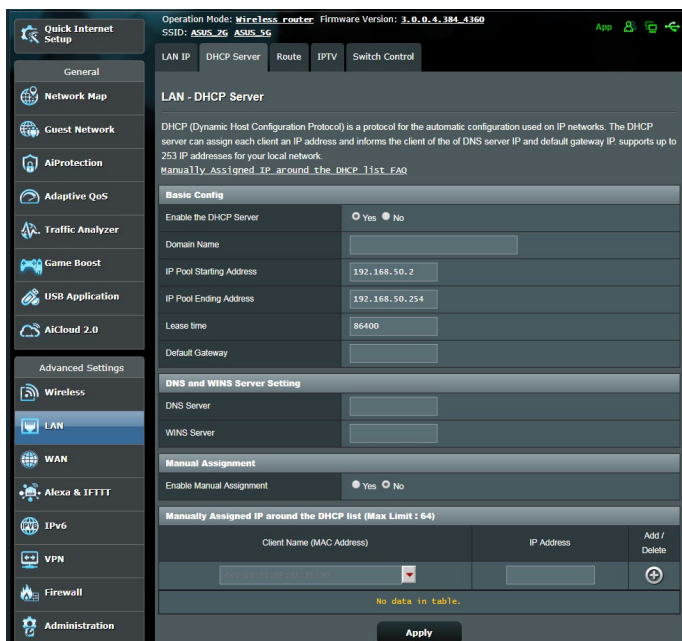 Quick Internet Setup
Operation Mode: Wireless router Firmware Version: 3.0.0.4.384_4360
SSID: ASUS_2G ASUS_5G
App
LAN IP DHCP Server Route IPTV Switch Control
General
Network Map
Guest Network
AiProtection
Adaptive QoS
Traffic Analyzer
Game Boost
USB Application
AiCloud 2.0
Advanced Settings
Wireless
LAN
WAN
Alexa & IFTTT
IPv6
VPN
Firewall
Administration
LAN - DHCP Server
DHCP (Dynamic Host Configuration Protocol) is a protocol for the automatic configuration used on IP networks. The DHCP
server can assign each client an IP address and informs the client of the of DNS server IP and default gateway IP. supports up to
253 IP addresses for your local network.
Manually Assigned IP around the DHCP list FAQ
Basic Config
Enable the DHCP Server Yes No
Domain Name
IP Pool Starting Address 192.168.50.2
IP Pool Ending Address 192.168.50.254
Lease time 86400
Default Gateway
DNS and WINS Server Setting
DNS Server
WINS Server
Manual Assignment
Enable Manual Assignment Yes No
Manually Assigned IP around the DHCP list (Max Limit : 64)
Client Name (MAC Address) IP Address Add / Delete
No data in table.
Apply